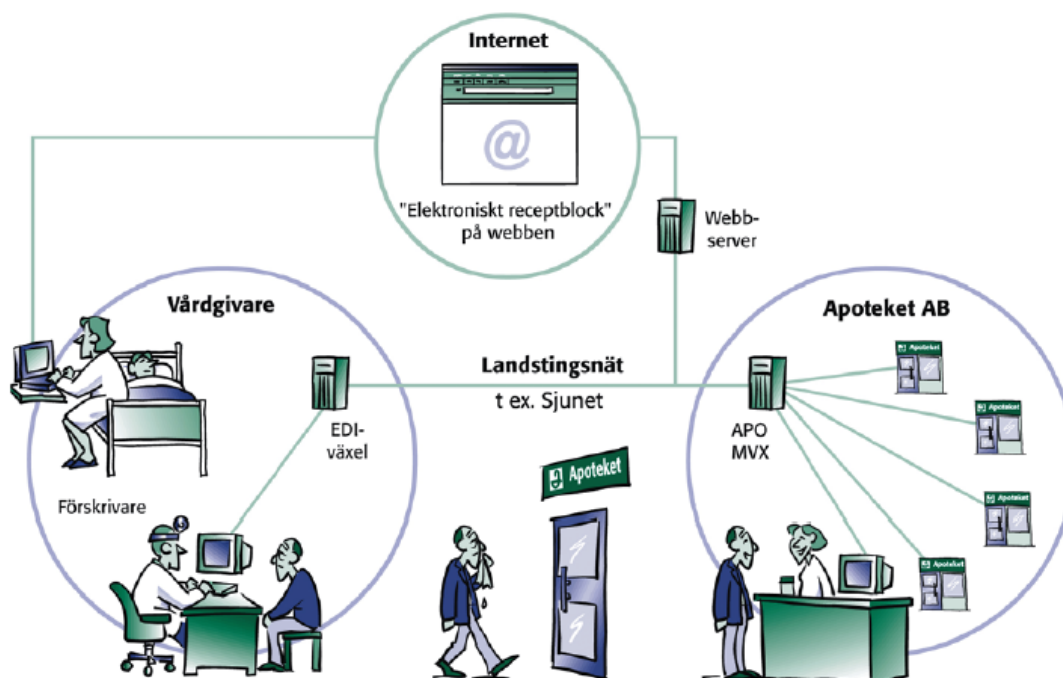 Internet
@
"Elektroniskt receptblock"
på webben
Webb-
server
Vårdgivare
Apoteket AB
Landstingsnät
t ex. Sjunet
EDI-
växel
APO
MVX
Förskrivare
Apoteket
Apoteket
Apoteket
Apoteket
Apoteket